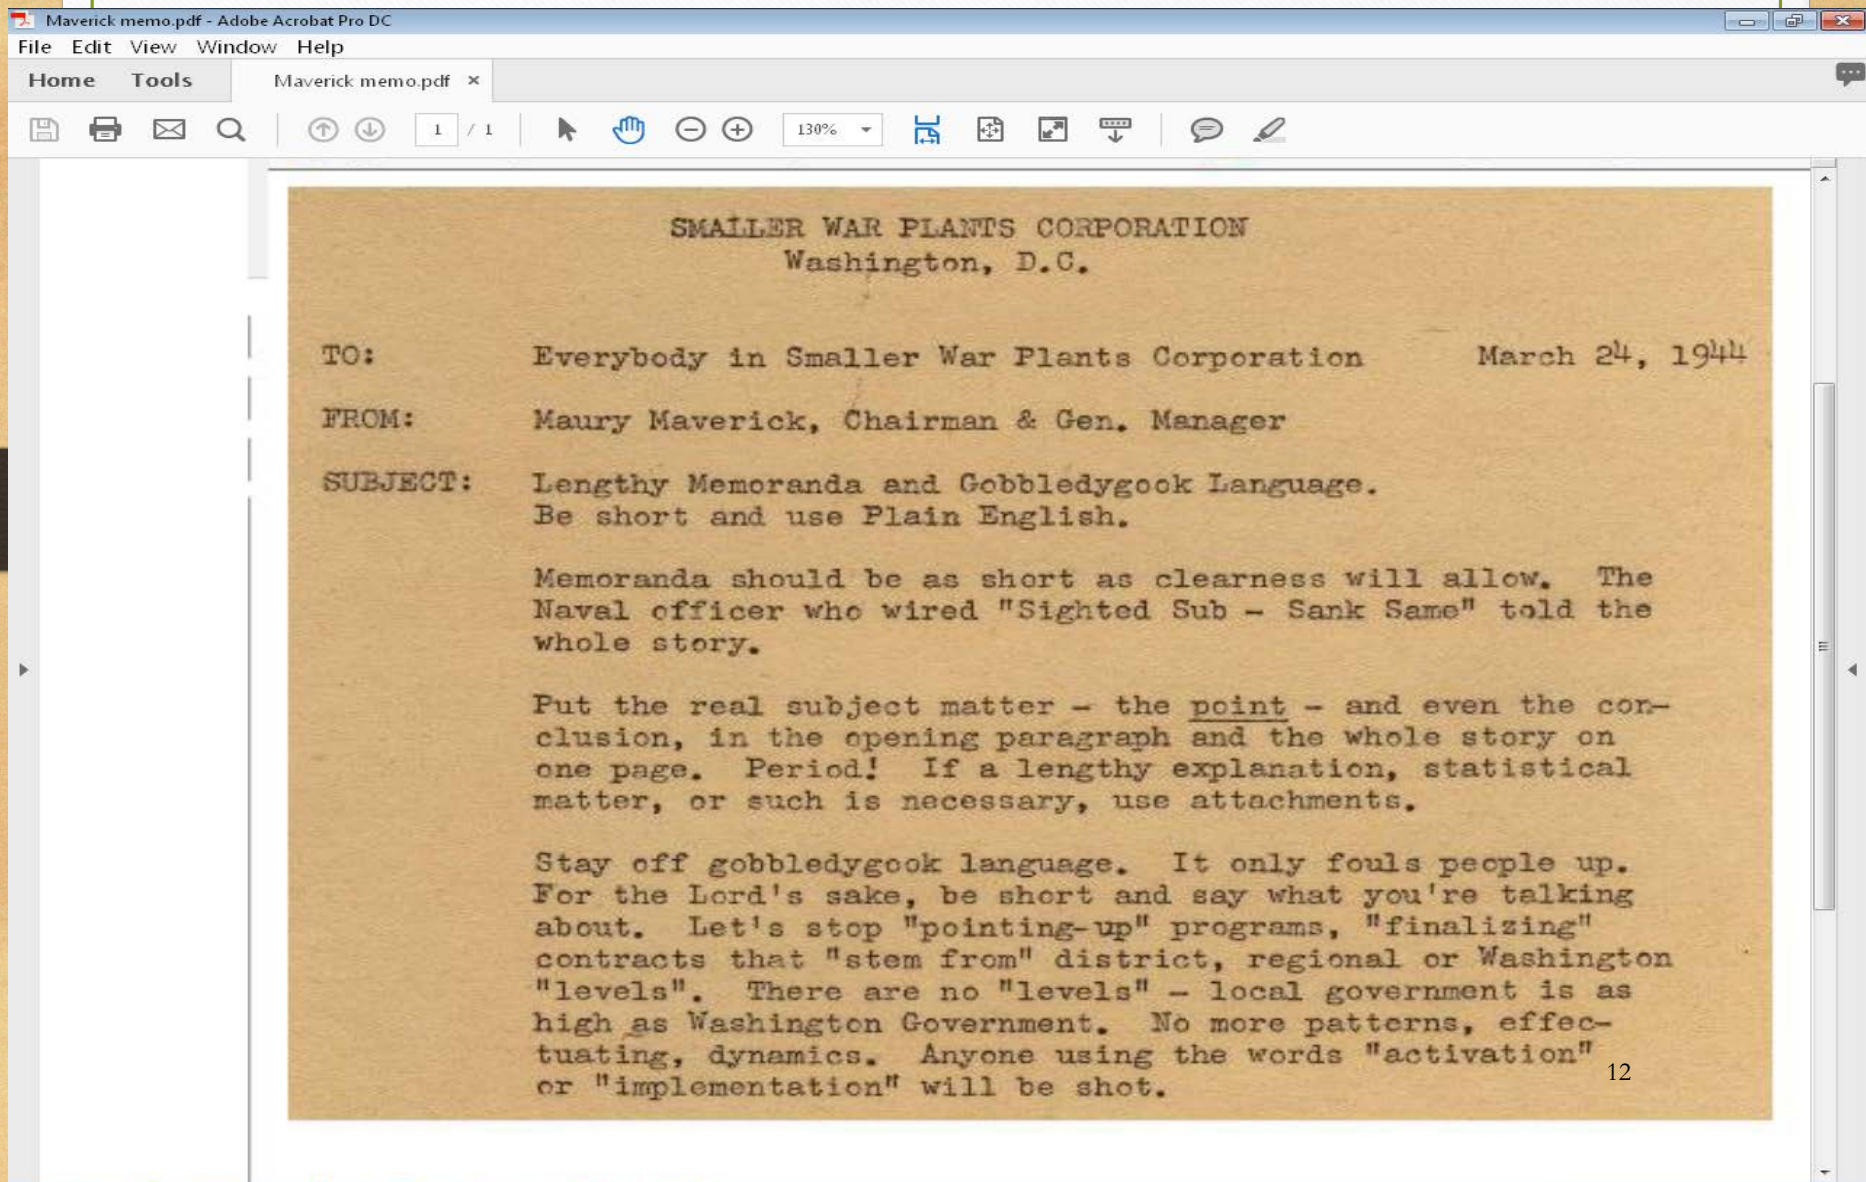 Maverick memo.pdf - Adobe Acrobat Pro DC
File Edit View Window Help
Home Tools Maverick memo.pdf ×
1 / 1 130%
SMALLER WAR PLANTS CORPORATION
Washington, D.C.
TO: Everybody in Smaller War Plants Corporation March 24, 1944
FROM: Maury Maverick, Chairman & Gen. Manager
SUBJECT: Lengthy Memoranda and Gobbledygook Language.
Be short and use Plain English.
Memoranda should be as short as clearness will allow. The
Naval officer who wired "Sighted Sub - Sank Same" told the
whole story.
Put the real subject matter - the point - and even the con-
clusion, in the opening paragraph and the whole story on
one page. Period! If a lengthy explanation, statistical
matter, or such is necessary, use attachments.
Stay off gobbledygook language. It only fouls people up.
For the Lord's sake, be short and say what you're talking
about. Let's stop "pointing-up" programs, "finalizing"
contracts that "stem from" district, regional or Washington
"levels". There are no "levels" - local government is as
high as Washington Government. No more patterns, effec-
tuating, dynamics. Anyone using the words "activation"
or "implementation" will be shot.
12